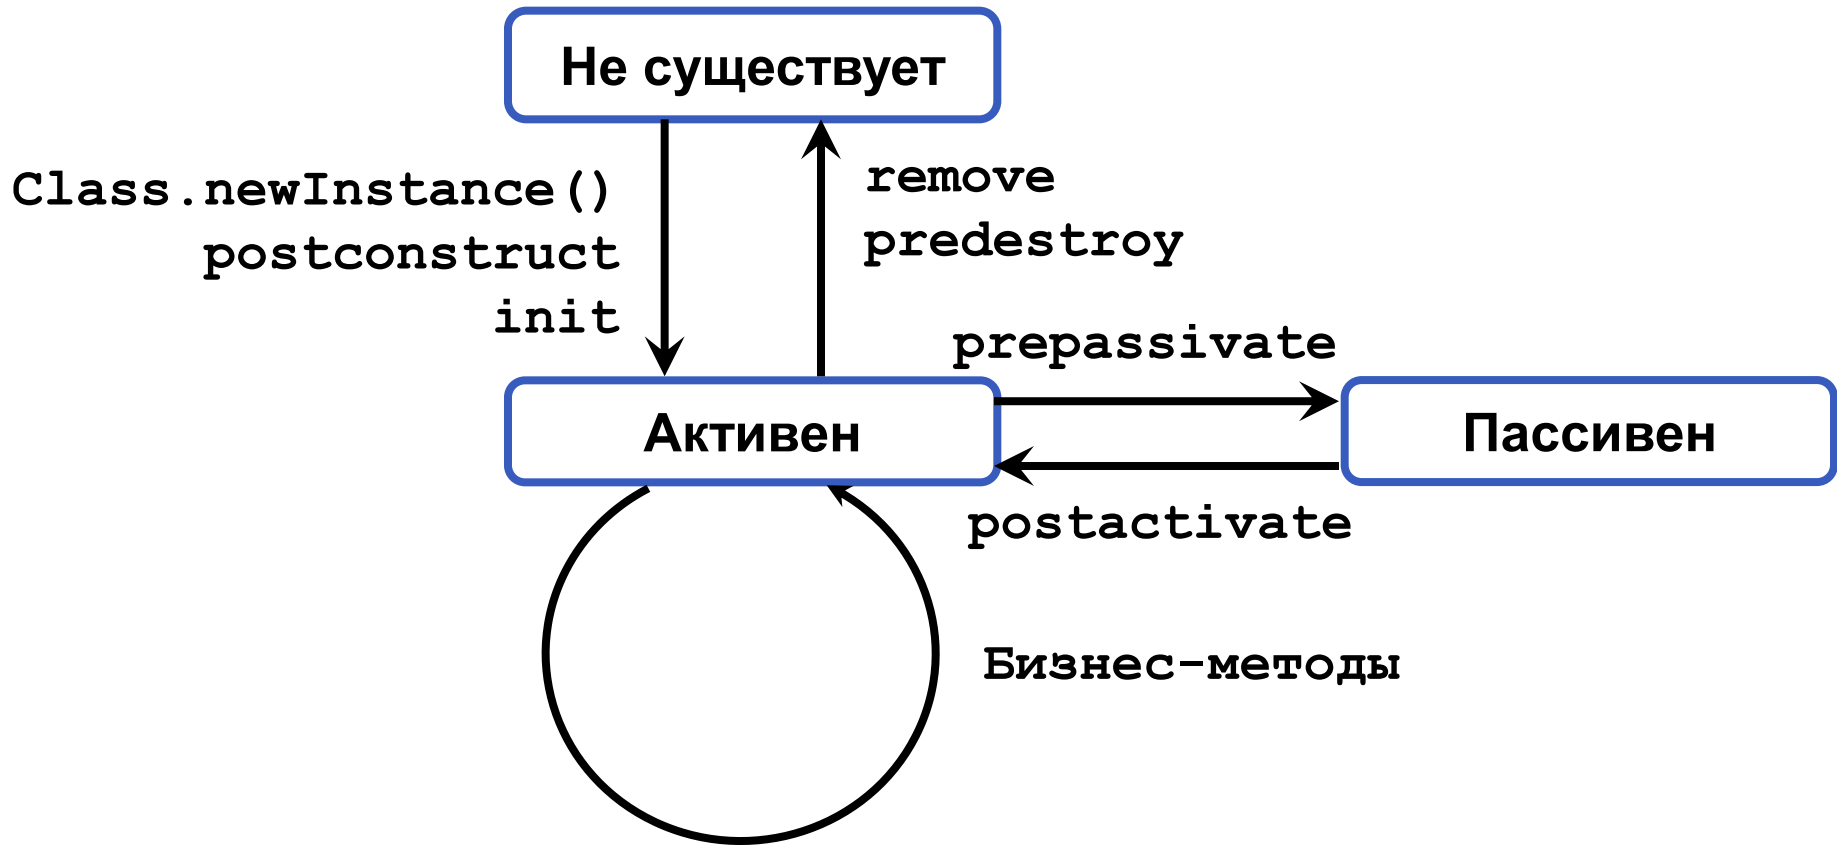 Не существует
Class.newInstance()
postconstruct
init
remove
predestroy
prepassivate
Активен
Пассивен
postactivate
Бизнес-методы